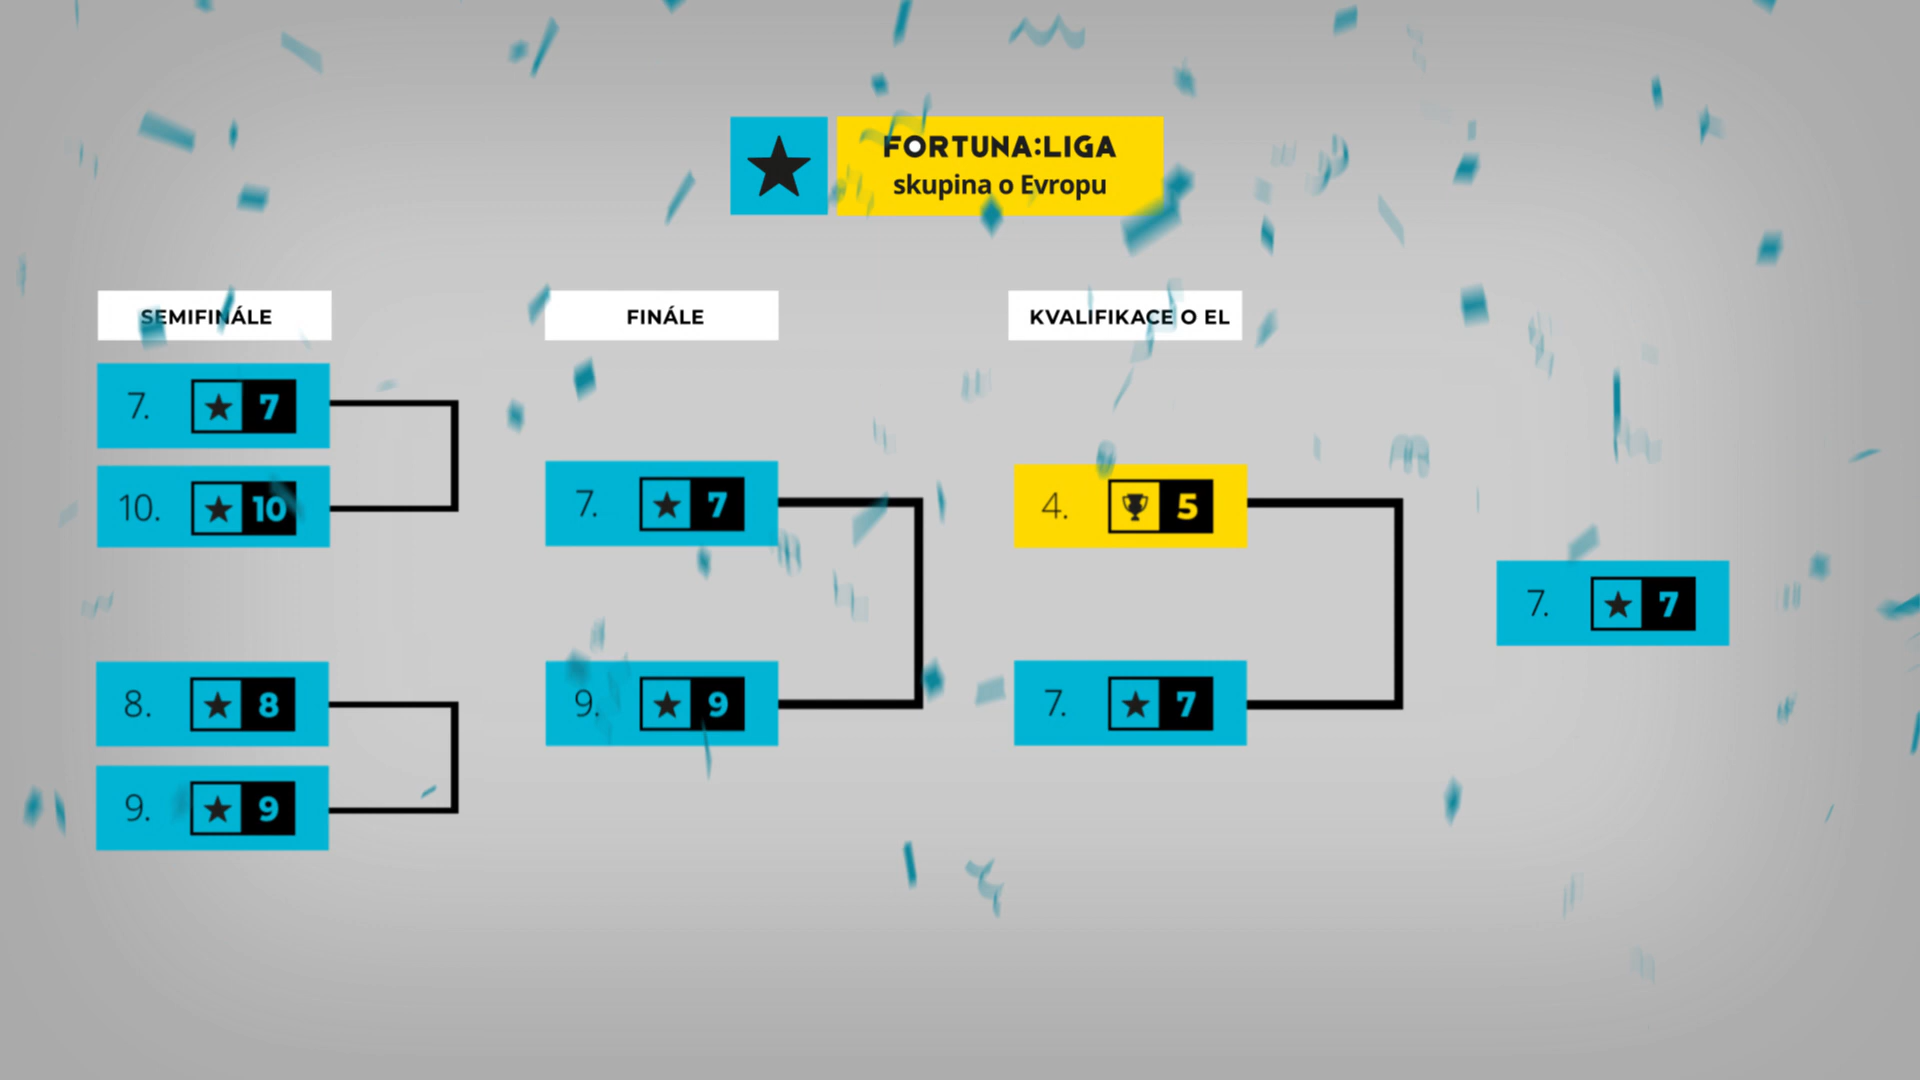 FORTUNA:LIGA
skupina o Evropu
SEMIFINÁLE
FINÁLE
KVALIFIKACE O EL
7. 7
10. 10
8. 8
9. 9
7. 7
9. 9
4. 5
7. 7
7. 7